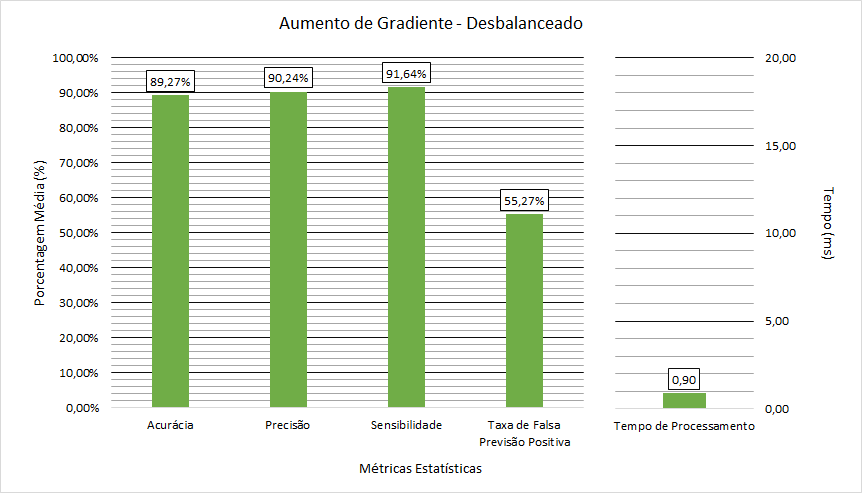 Aumento de Gradiente - Desbalanceado
Porcentagem Média (%)
100,00%
90,00%
80,00%
70,00%
60,00%
50,00%
40,00%
30,00%
20,00%
10,00%
0,00%
89,27%
90,24%
91,64%
55,27%
0,90
Acurácia
Precisão
Sensibilidade
Taxa de Falsa
Previsão Positiva
Tempo de Processamento
20,00
15,00
10,00
5,00
0,00
Tempo (ms)
Métricas Estatísticas